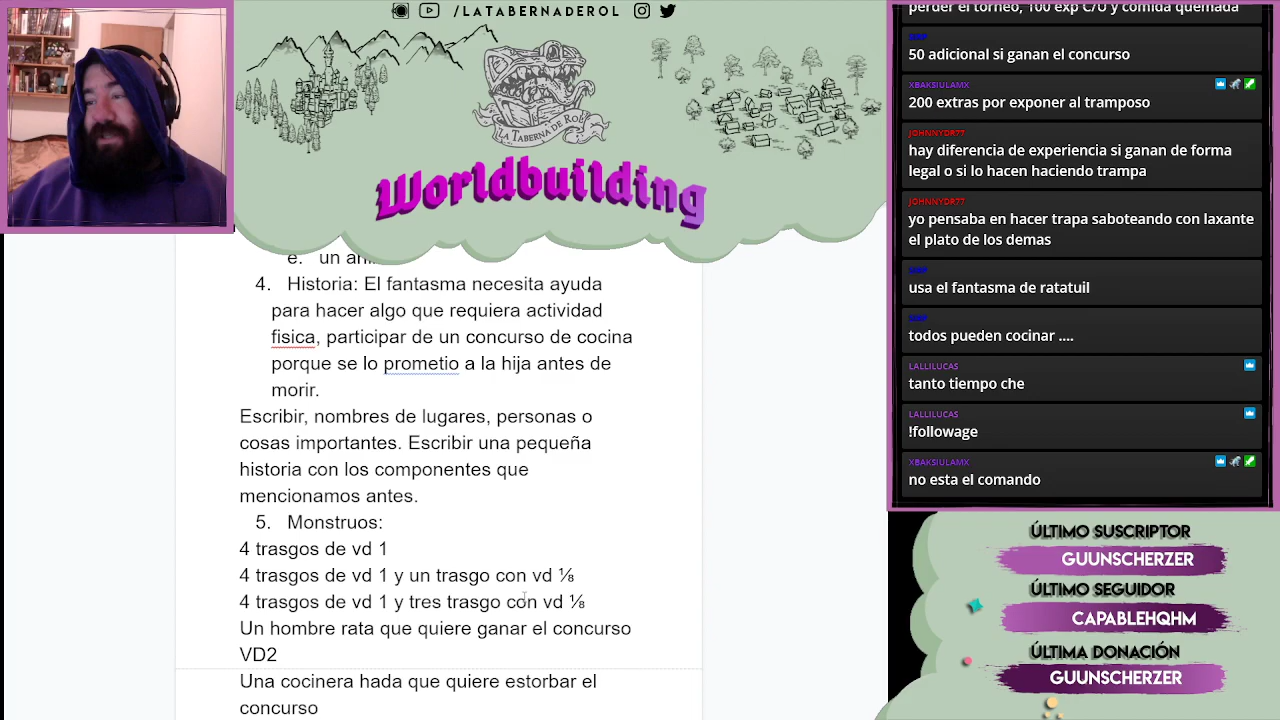 /LATABERNADEROL
LA TABERNA DE ROL
Worldbuilding
e. un ani
4. Historia: El fantasma necesita ayuda
para hacer algo que requiera actividad
fisica, participar de un concurso de cocina
porque se lo prometio a la hija antes de
morir.
Escribir, nombres de lugares, personas o
cosas importantes. Escribir una pequeña
historia con los componentes que
mencionamos antes.
5. Monstruos:
4 trasgos de vd 1
4 trasgos de vd 1 y un trasgo con vd ⅛
4 trasgos de vd 1 y tres trasgo con vd ⅛
Un hombre rata que quiere ganar el concurso
VD2
Una cocinera hada que quiere estorbar el
concurso
perder el torneo, 100 exp C/U y comida quemada
50 adicional si ganan el concurso
XBAKSIULAMX
200 extras por exponer al tramposo
JOHNNYDR77
hay diferencia de experiencia si ganan de forma
legal o si lo hacen haciendo trampa
JOHNNYDR77
yo pensaba en hacer trapa saboteando con laxante
el plato de los demas
usa el fantasma de ratatuil
todos pueden cocinar ....
LALLILUCAS
tanto tiempo che
LALLILUCAS
!followage
XBAKSIULAMX
no esta el comando
ÚLTIMO SUSCRIPTOR
GUUNSCHERZER
ÚLTIMO SEGUIDOR
CAPABLEHQHM
ÚLTIMA DONACIÓN
GUUNSCHERZER